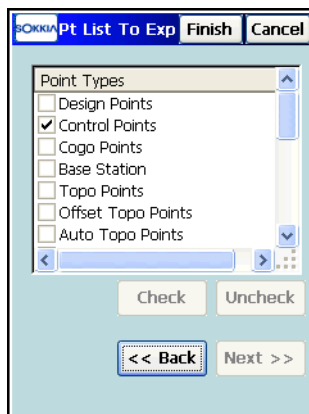 SOKKIA Pt List To Exp Finish Cancel
Point Types
Design Points
Control Points
Cogo Points
Base Station
Topo Points
Offset Topo Points
Auto Topo Points
Check Uncheck
<< Back Next >>